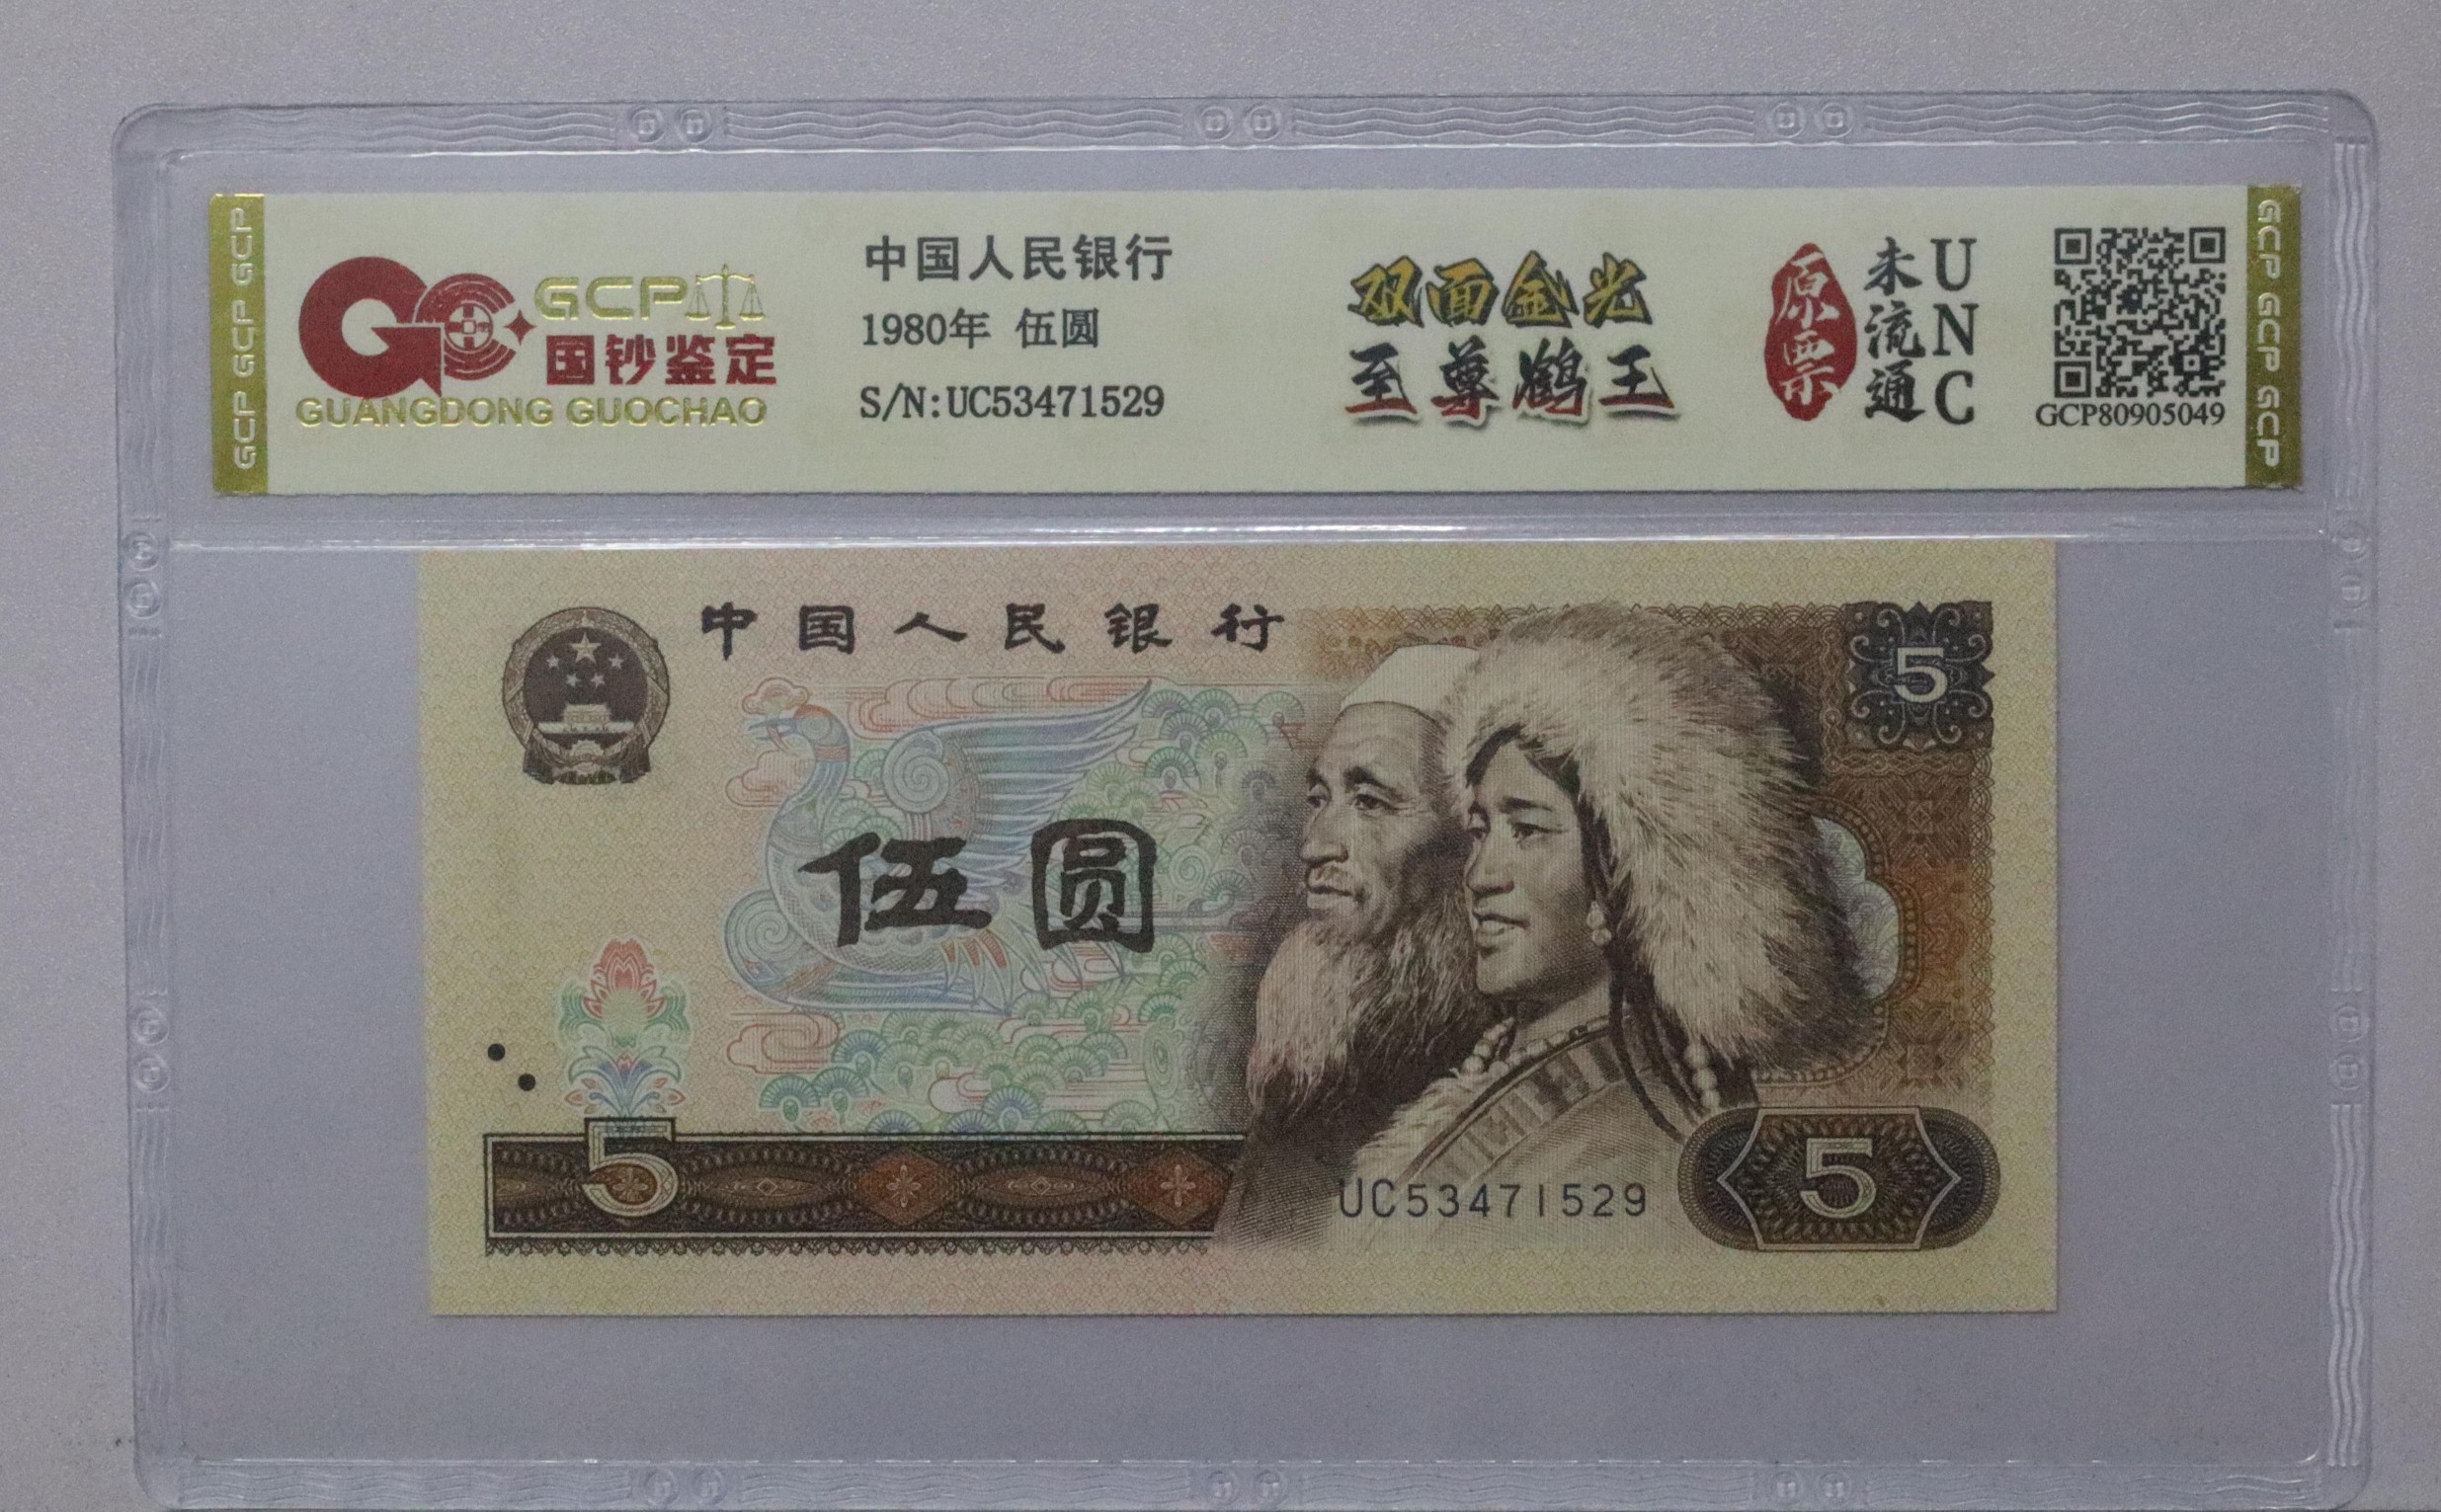 GCP GCP GCP
GCP
国钞鉴定
GUANGDONG GUOCHAO
中国人民银行
1980年 伍圆
S/N:UC53471529
双面金光
至尊鹤王
原票
未流通
UNC
GCP80905049
GCP GCP GCP
中国人民银行
5
伍圆
5
UC53471529
5